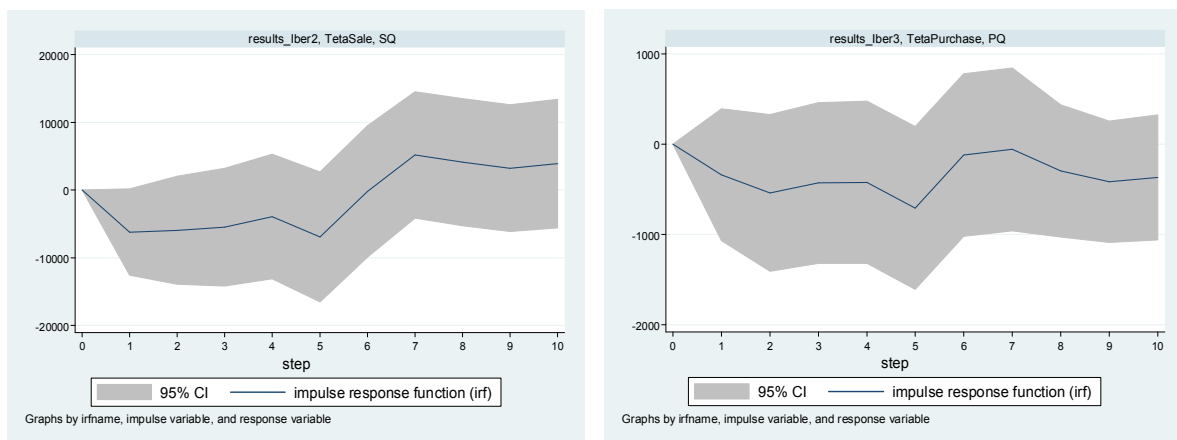 results_Iber2, TetaSale, SQ
20000
10000
0
-10000
-20000
0 1 2 3 4 5 6 7 8 9 10
step
95% CI impulse response function (irf)
Graphs by irfname, impulse variable, and response variable
results_Iber3, TetaPurchase, PQ
1000
0
-1000
-2000
0 1 2 3 4 5 6 7 8 9 10
step
95% CI impulse response function (irf)
Graphs by irfname, impulse variable, and response variable